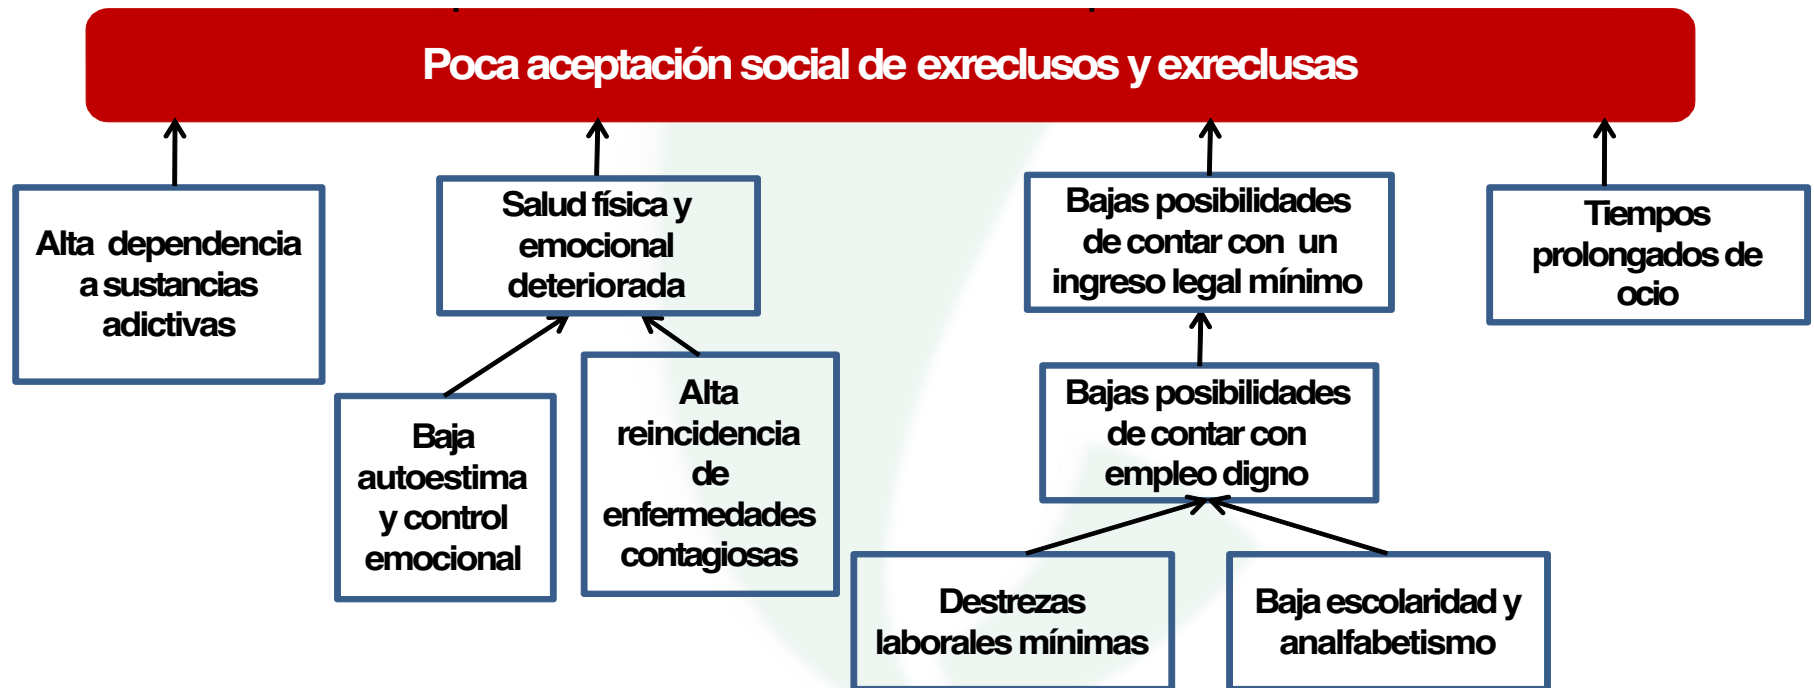 Poca aceptación social de exreclusos y exreclusas
Alta dependencia
a sustancias
adictivas
Salud física y
emocional
deteriorada
Bajas posibilidades
de contar con un
ingreso legal mínimo
Tiempos
prolongados de
ocio
Baja
autoestima
y control
emocional
Alta
reincidencia
de
enfermedades
contagiosas
Bajas posibilidades
de contar con
empleo digno
Destrezas
laborales mínimas
Baja escolaridad y
analfabetismo